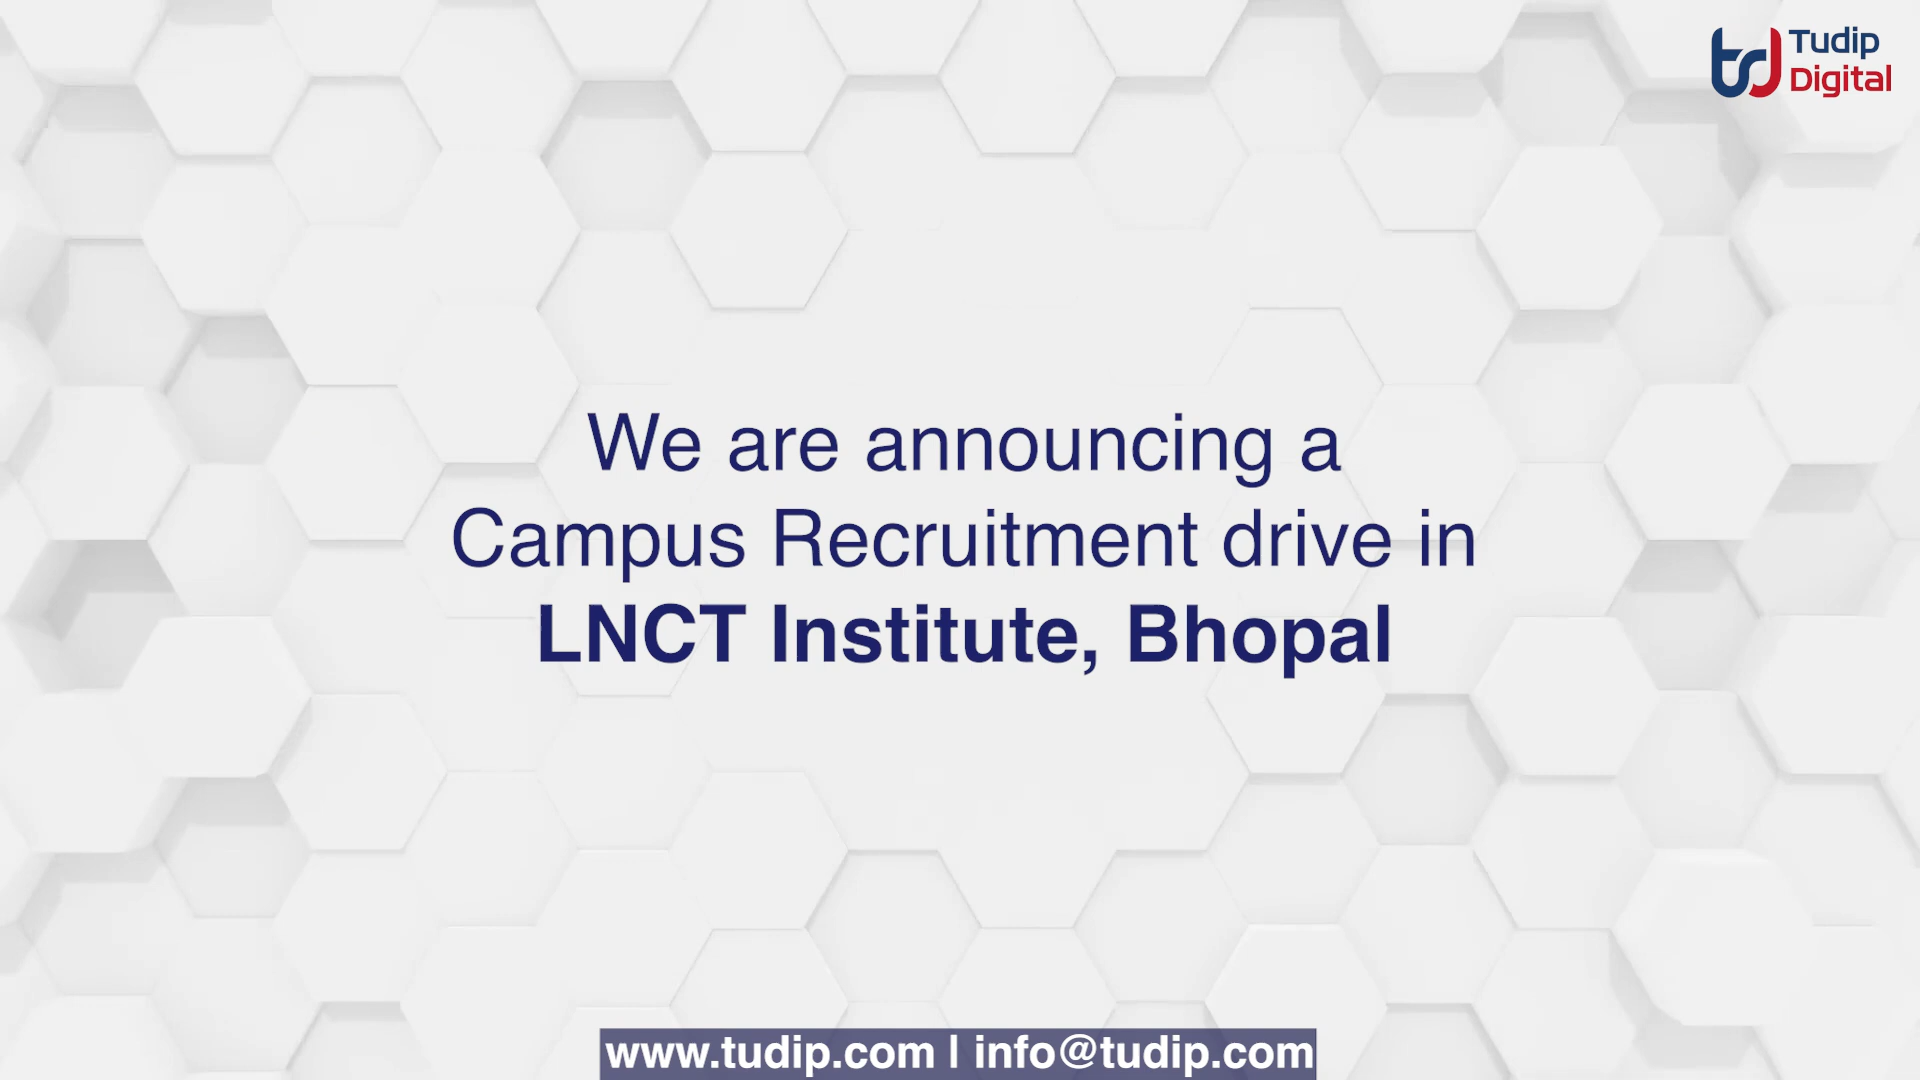 Tudip
Digital
We are announcing a
Campus Recruitment drive in
LNCT Institute, Bhopal
www.tudip.com | info@tudip.com